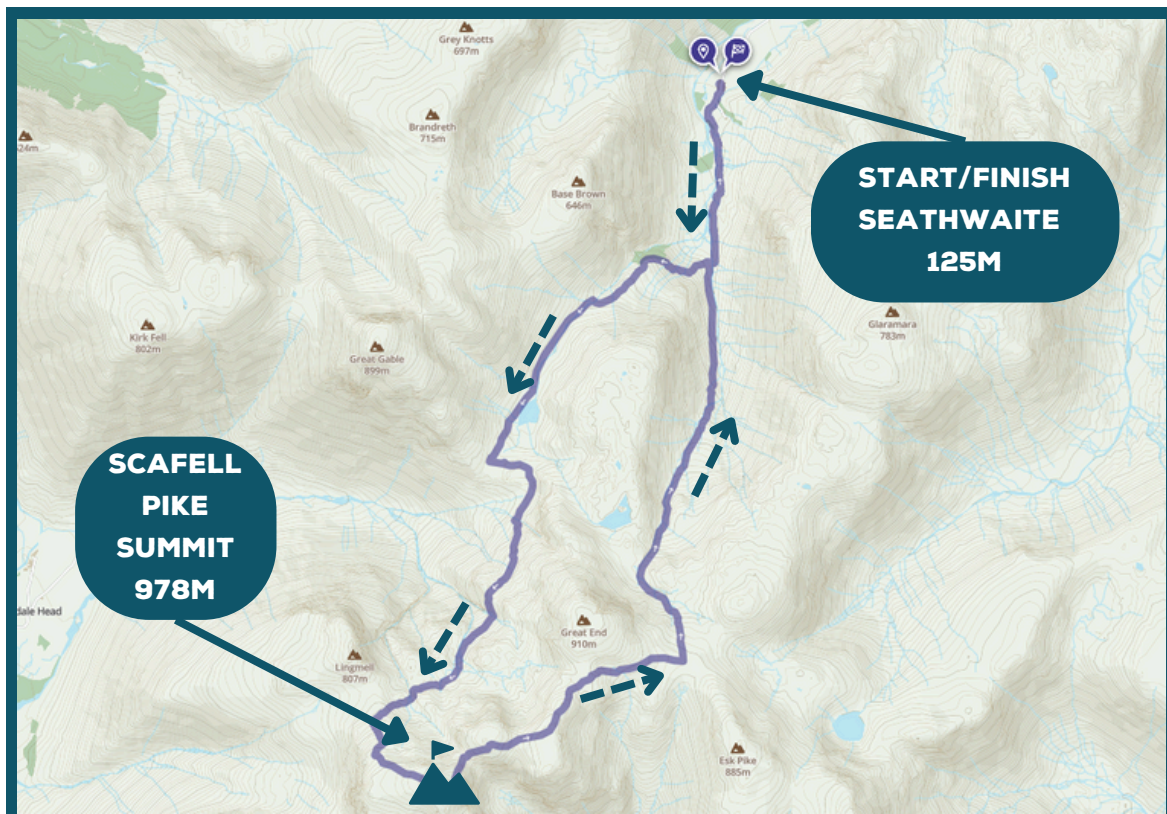 Grey Knotts
697m
Brandreth
715m
Base Brown
646m
START/FINISH
SEATHWAITE
125M
Kirk Fell
802m
Great Gable
899m
Glaramara
783m
SCAFELL
PIKE
SUMMIT
978M
dale Head
Great End
910m
Lingmell
807m
Esk Pike
885m